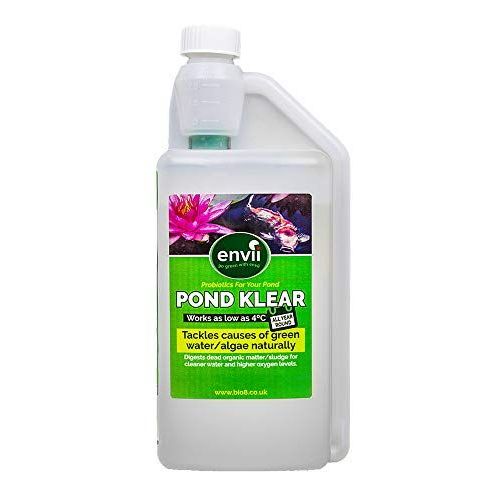 envii
Go green with envii
Probiotics For Your Pond
POND KLEAR
Works as low as 4ºC
ALL YEAR
ROUND
Tackles causes of green
water/algae naturally
Digests dead organic matter/sludge for
cleaner water and higher oxygen levels.
www.bio8.co.uk